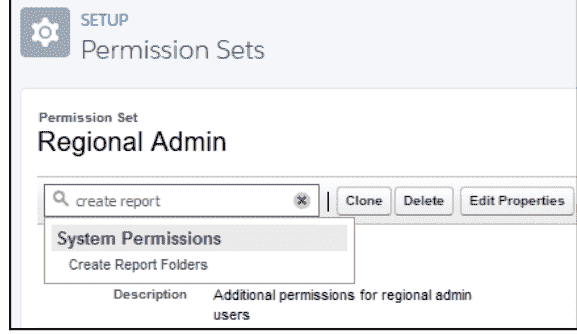 SETUP
Permission Sets
Permission Set
Regional Admin
create report
Clone
Delete
Edit Properties
System Permissions
Create Report Folders
Description
Additional permissions for regional admin
users